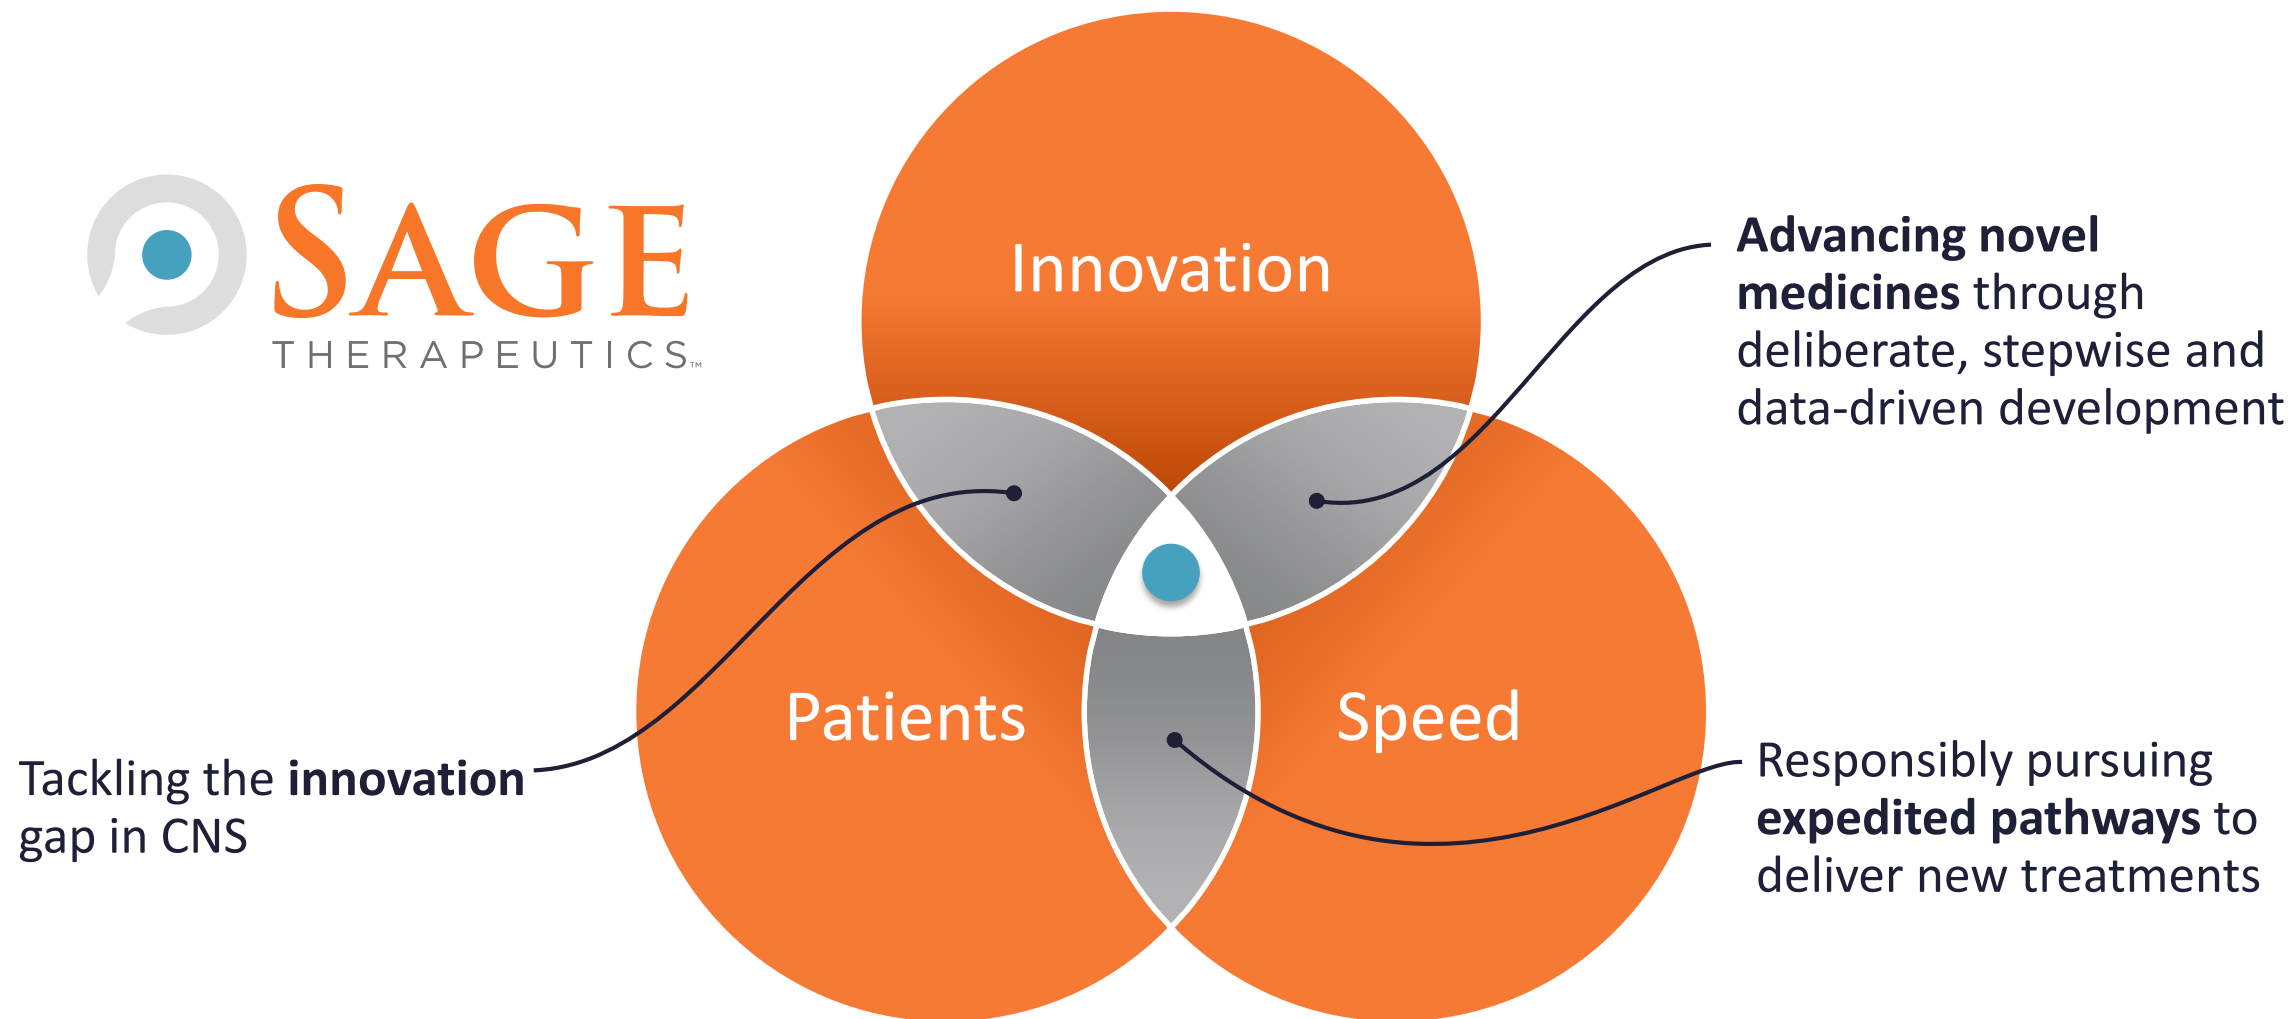 SAGE
THERAPEUTICS™
Innovation
Advancing novel
medicines through
deliberate, stepwise and
data-driven development
Patients
Speed
Tackling the innovation
gap in CNS
Responsibly pursuing
expedited pathways to
deliver new treatments